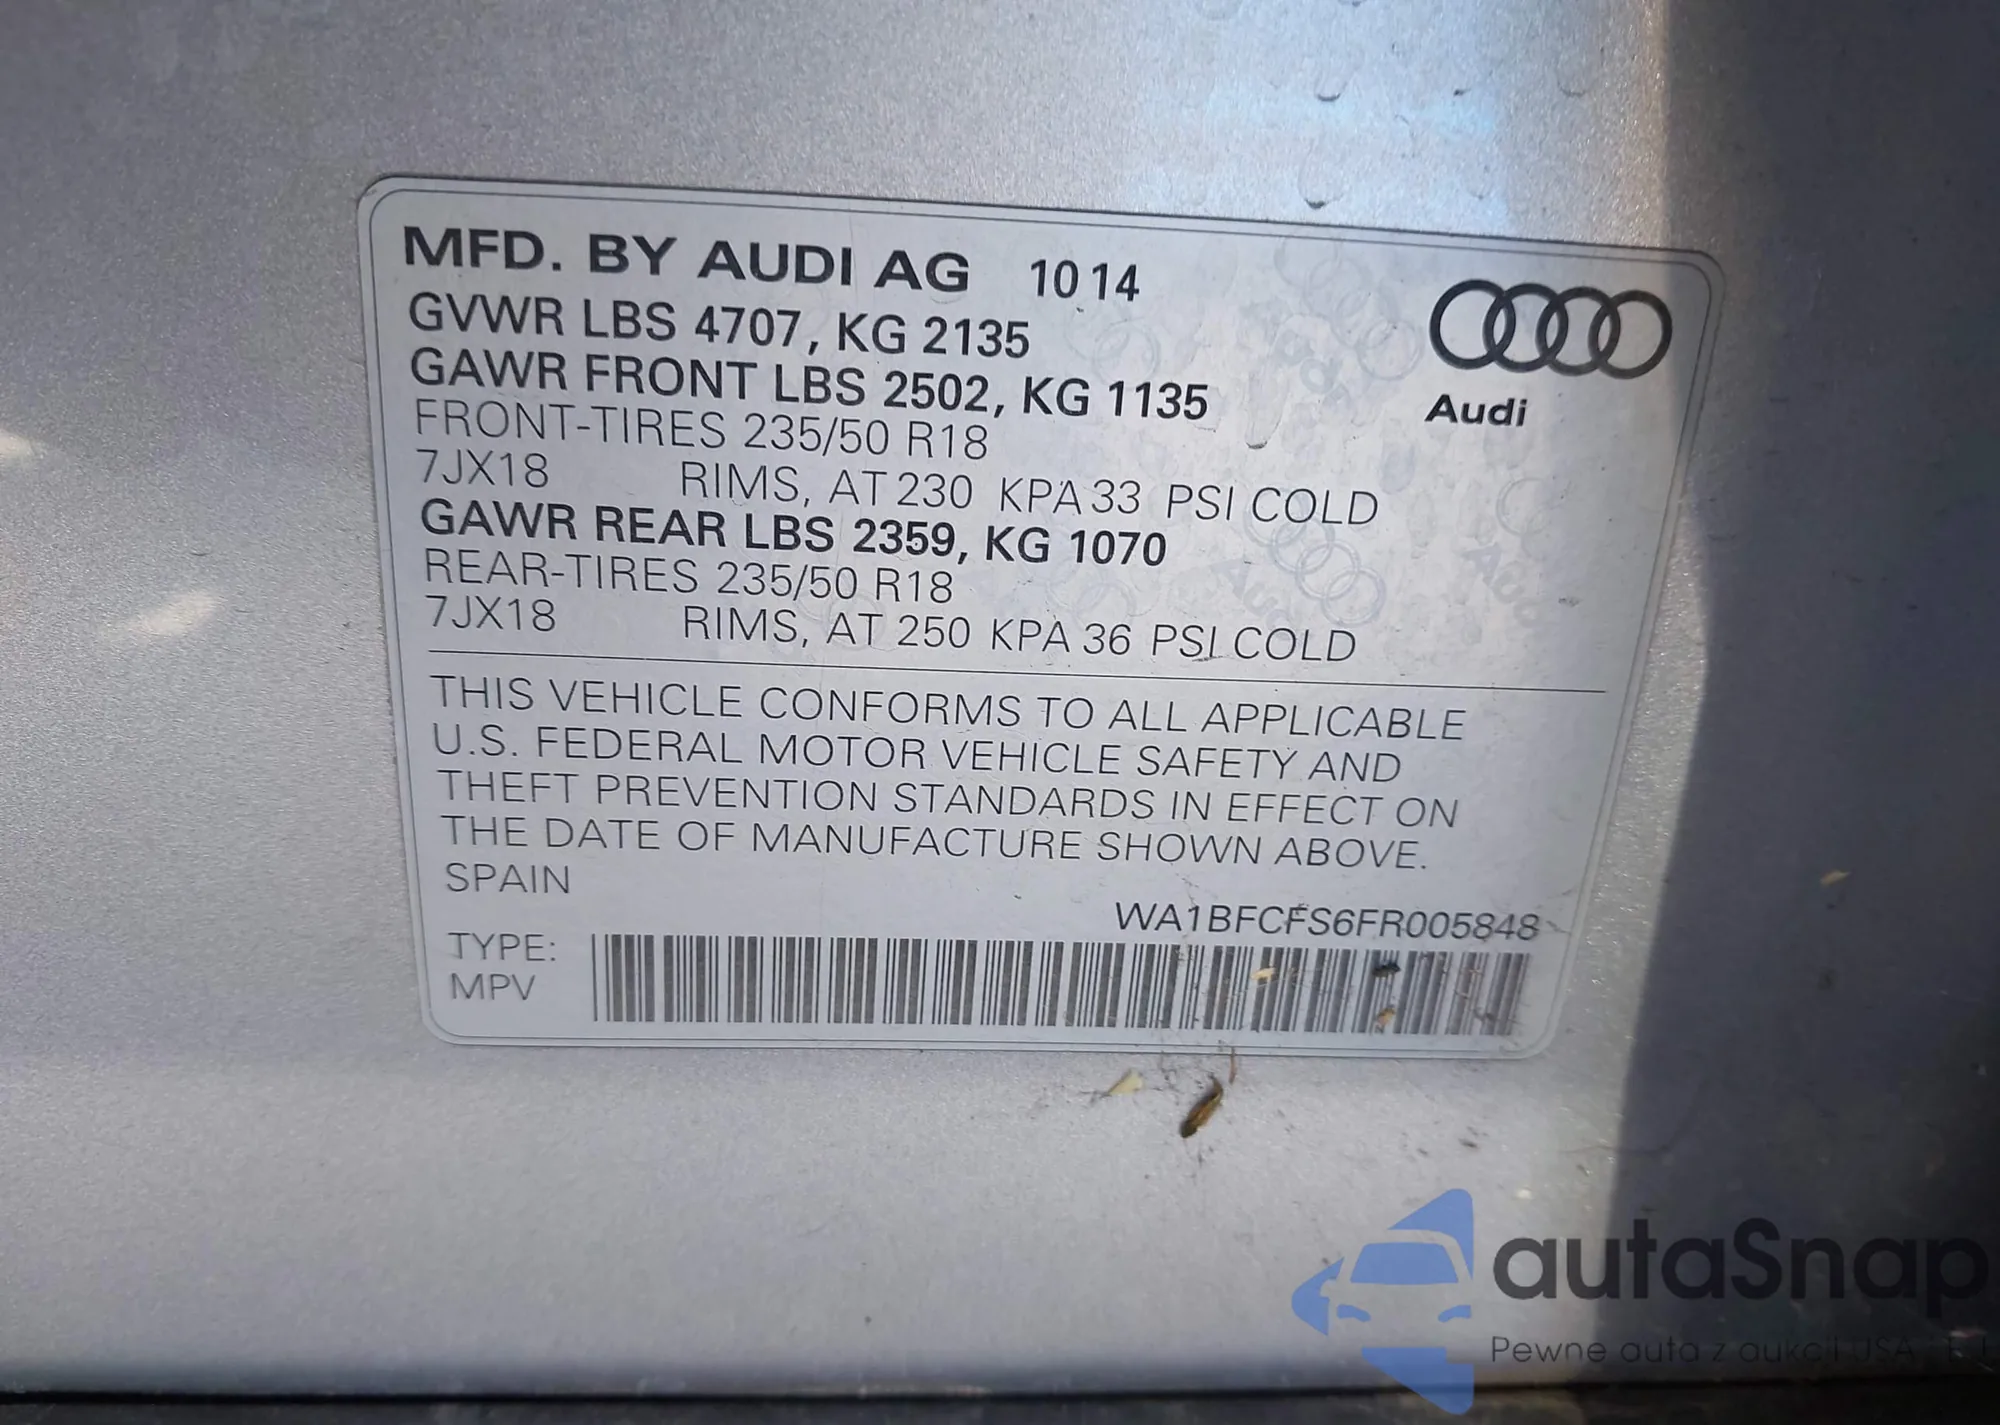 MFD. BY AUDI AG 10 14
GVWR LBS 4707, KG 2135
GAWR FRONT LBS 2502, KG 1135
FRONT-TIRES 235/50 R18
7JX18 RIMS, AT 230 KPA 33 PSI COLD
GAWR REAR LBS 2359, KG 1070
REAR-TIRES 235/50 R18
7JX18 RIMS, AT 250 KPA 36 PSI COLD
Audi
THIS VEHICLE CONFORMS TO ALL APPLICABLE
U.S. FEDERAL MOTOR VEHICLE SAFETY AND
THEFT PREVENTION STANDARDS IN EFFECT ON
THE DATE OF MANUFACTURE SHOWN ABOVE.
SPAIN
WA1BFCFS6FR005848
TYPE:
MPV
autaSnap
Pewne auta z aukcji USA